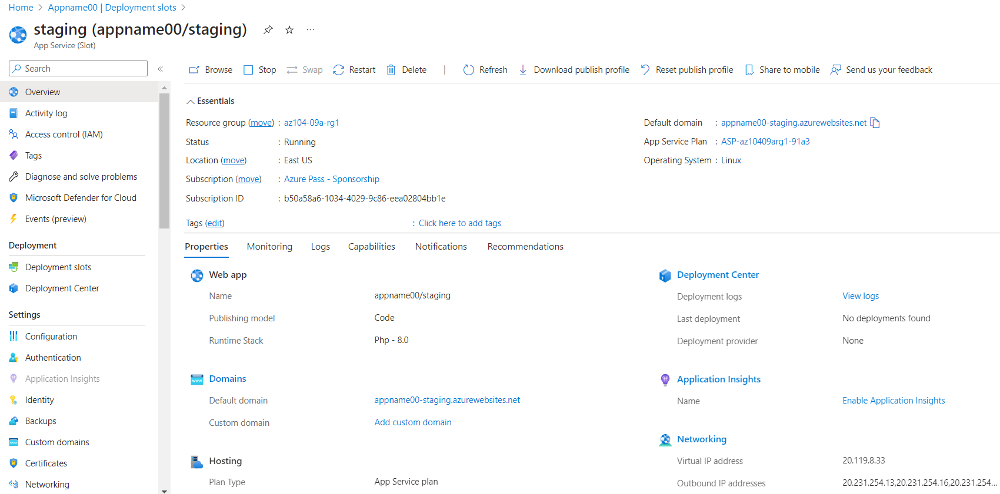 Home > Appname00 | Deployment slots >
staging (appname00/staging) ...
App Service (Slot)
Search «
Browse Stop Swap Restart Delete | Refresh Download publish profile Reset publish profile Share to mobile Send us your feedback
Overview
Activity log
Access control (IAM)
Tags
Diagnose and solve problems
Microsoft Defender for Cloud
Events (preview)
Deployment
Deployment slots
Deployment Center
Settings
Configuration
Authentication
Application Insights
Identity
Backups
Custom domains
Certificates
Networking
Essentials
Resource group (move) : az104-09a-rg1
Status : Running
Location (move) : East US
Subscription (move) : Azure Pass - Sponsorship
Subscription ID : b50a58a6-1034-4029-9c86-eea02804bb1e
Default domain : appname00-staging.azurewebsites.net
App Service Plan : ASP-az10409arg1-91a3
Operating System : Linux
Tags (edit) : Click here to add tags
Properties Monitoring Logs Capabilities Notifications Recommendations
Web app
Name appname00/staging
Publishing model Code
Runtime Stack Php - 8.0
Domains
www
Default domain appname00-staging.azurewebsites.net
Custom domain Add custom domain
Hosting
Plan Type App Service plan
Deployment Center
Deployment logs View logs
Last deployment No deployments found
Deployment provider None
Application Insights
Name Enable Application Insights
Networking
Virtual IP address 20.119.8.33
Outbound IP addresses 20.231.254.13,20.231.254.16,20.231.254...